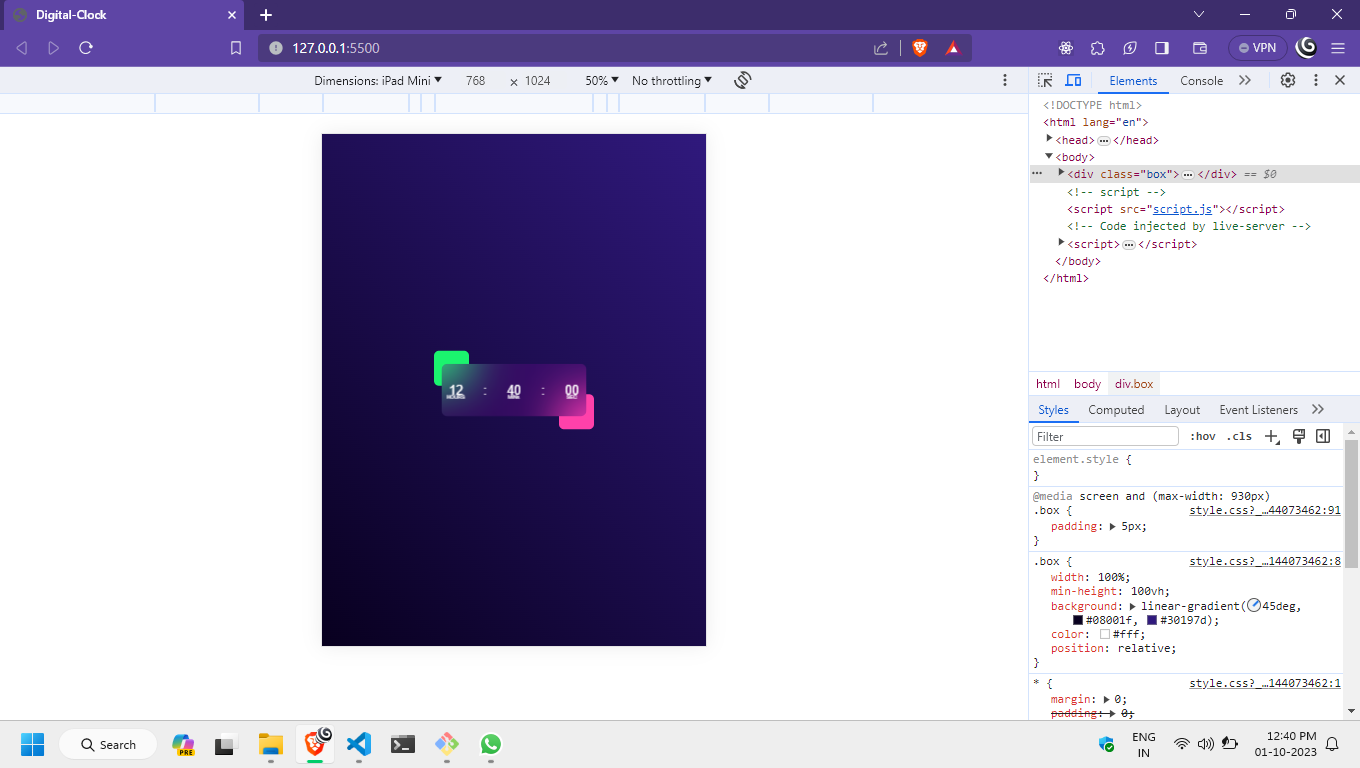 Digital-Clock
127.0.0.1:5500
VPN
Dimensions: iPad Mini 768 × 1024 50% No throttling
Elements Console
<!DOCTYPE html>
<html lang="en">
<head> … </head>
<body>
<div class="box"> … </div> == $0
<!-- script -->
<script src="script.js"></script>
<!-- Code injected by live-server -->
<script> … </script>
</body>
</html>
12 : 40 : 00
html body div.box
Styles Computed Layout Event Listeners
Filter :hov .cls
element.style {
}
@media screen and (max-width: 930px)
.box { style.css?_…44073462:91
padding: 5px;
}
.box { style.css?_…144073462:8
width: 100%;
min-height: 100vh;
background: linear-gradient(45deg,
#08001f, #30197d);
color: #fff;
position: relative;
}
* { style.css?_…144073462:1
margin: 0;
padding: 0;
Search
PRE
ENG
IN
12:40 PM
01-10-2023